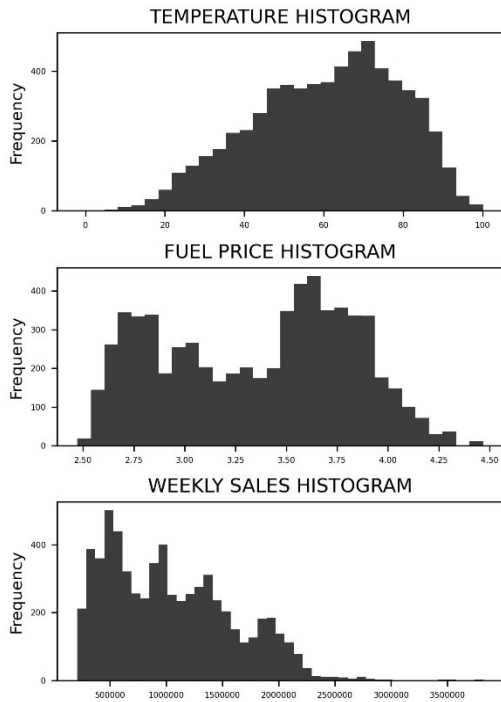 TEMPERATURE HISTOGRAM
Frequency
400
200
0
0 20 40 60 80 100
FUEL PRICE HISTOGRAM
Frequency
400
300
200
100
0
2.50 2.75 3.00 3.25 3.50 3.75 4.00 4.25 4.50
WEEKLY SALES HISTOGRAM
Frequency
400
200
0
500000 1000000 1500000 2000000 2500000 3000000 3500000